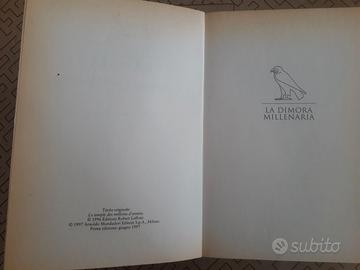 Titolo originale
Le temple des millions d'années
© 1996 Éditions Robert Laffont
© 1997 Arnoldo Mondadori Editore S.p.A., Milano
Prima edizione: giugno 1997
LA DIMORA
MILLENARIA
subito